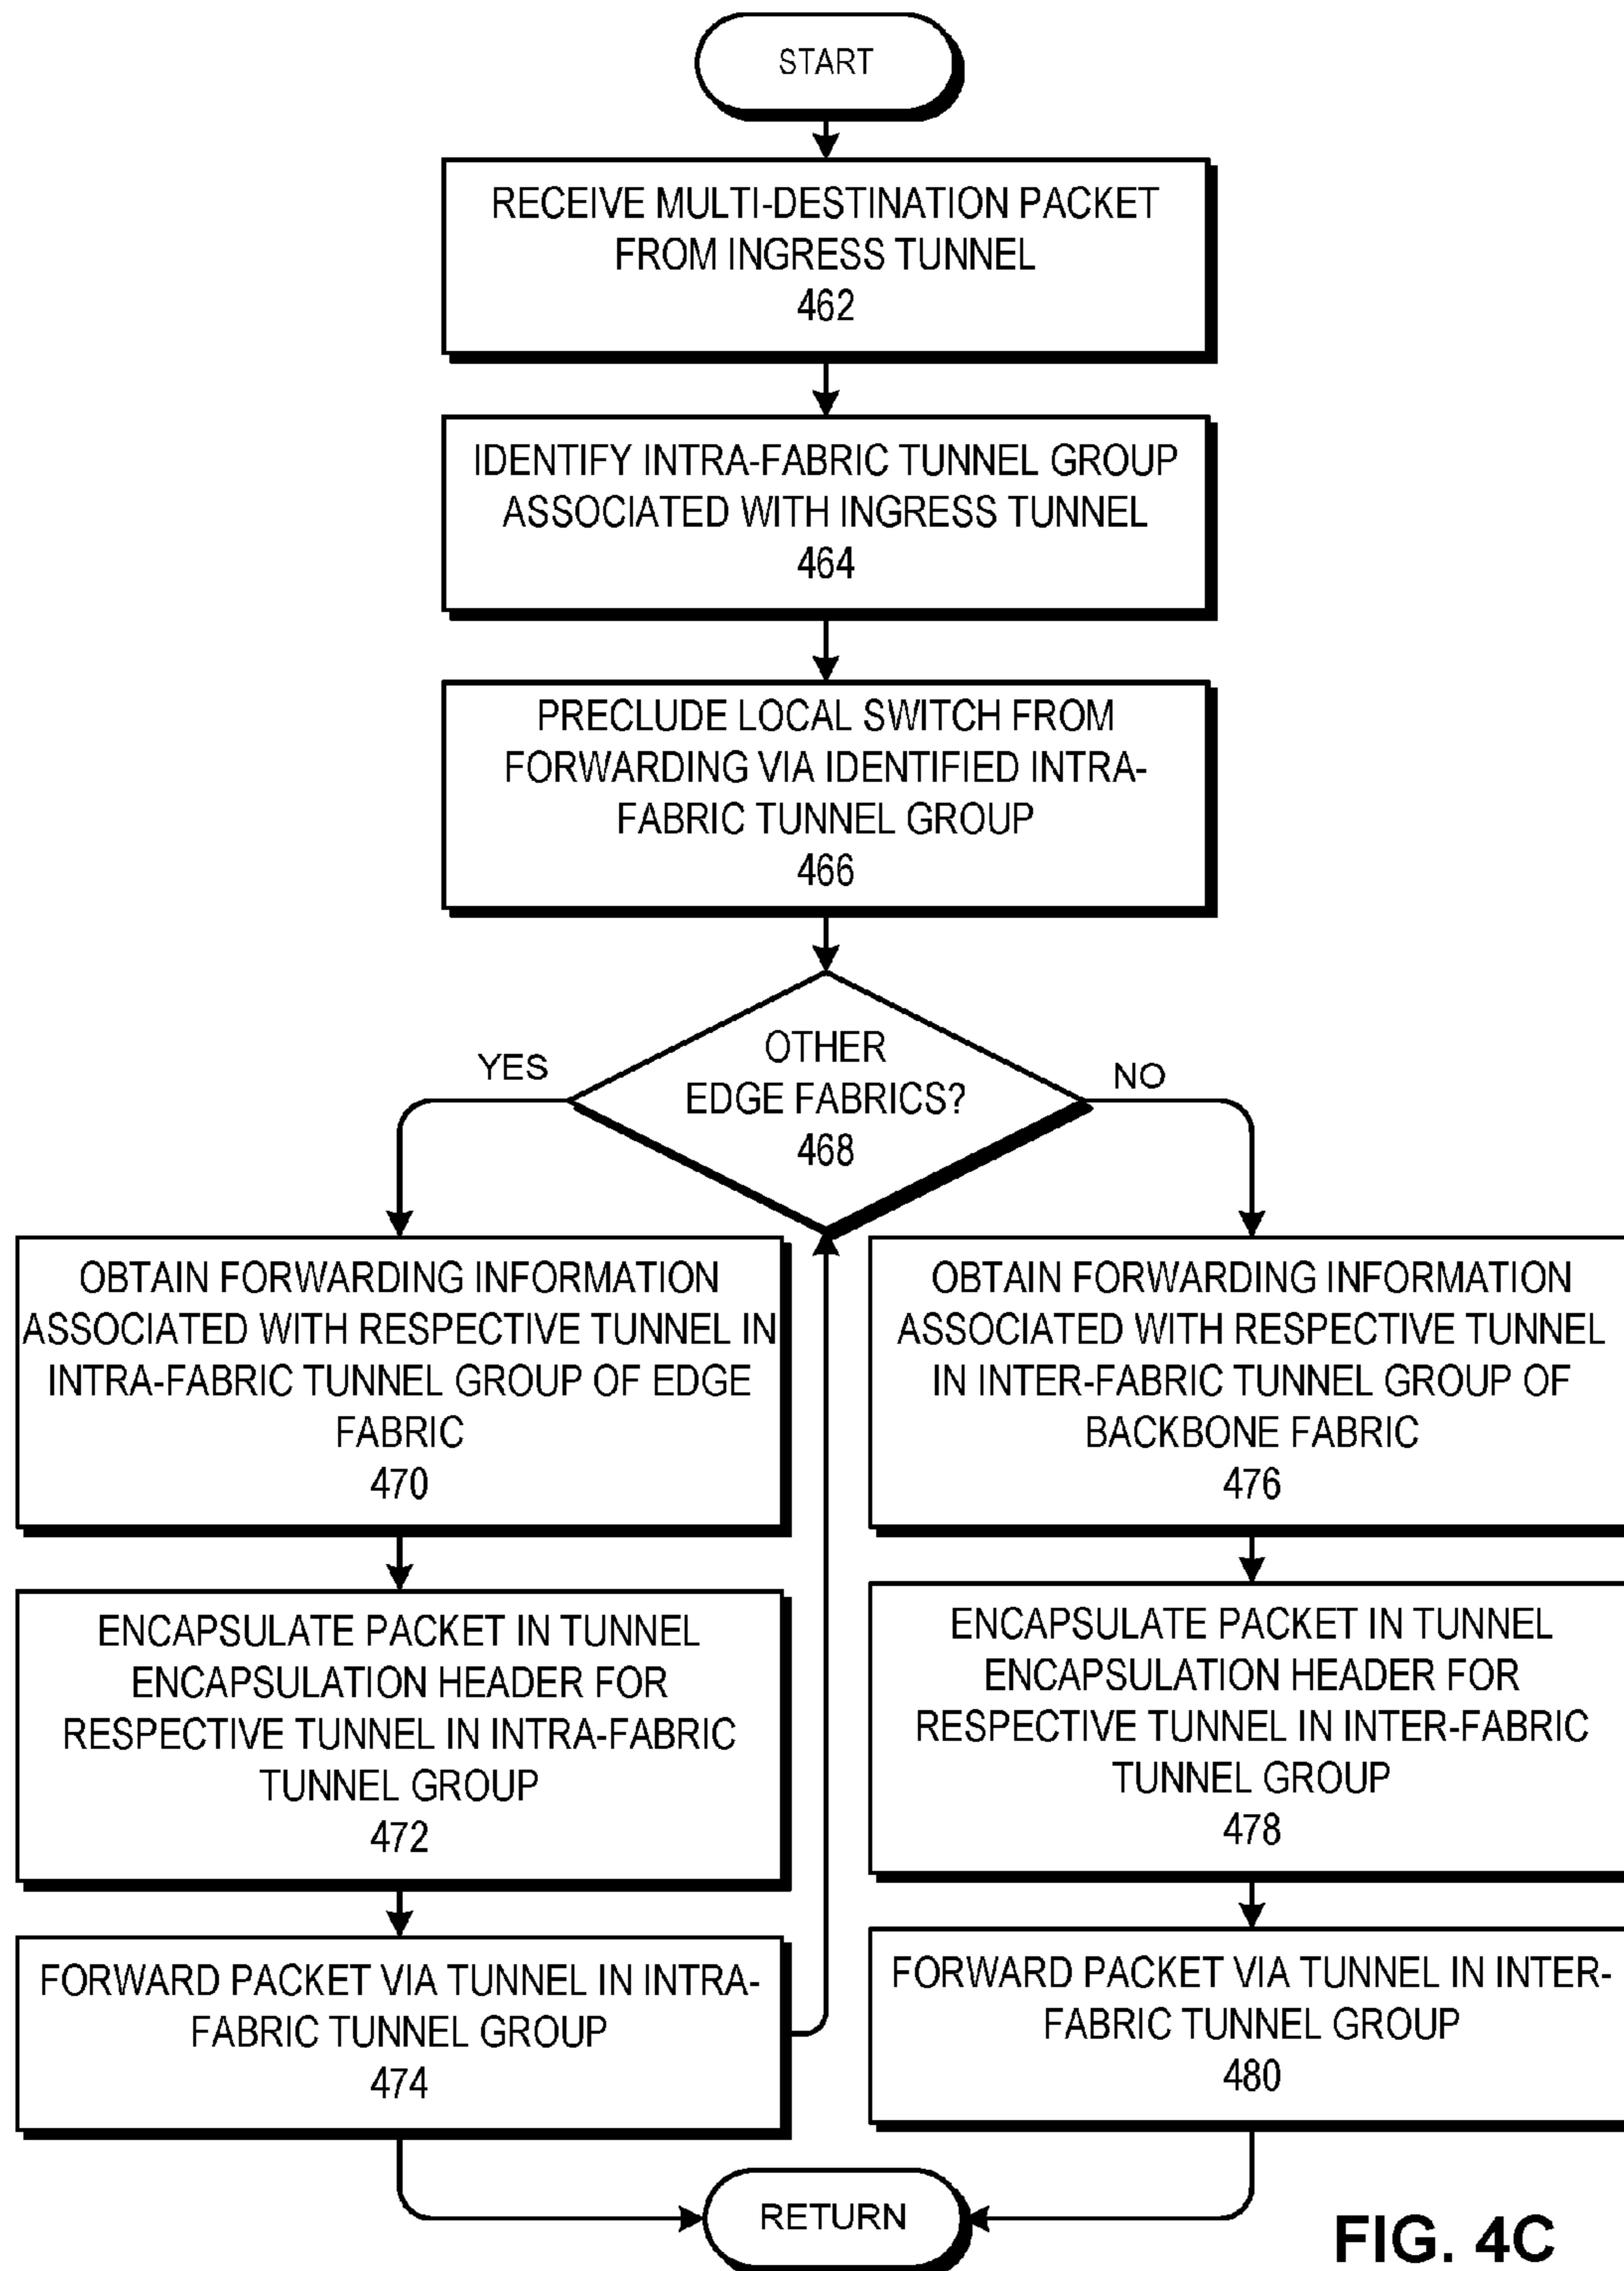 START
RECEIVE MULTI-DESTINATION PACKET
FROM INGRESS TUNNEL
462
IDENTIFY INTRA-FABRIC TUNNEL GROUP
ASSOCIATED WITH INGRESS TUNNEL
464
PRECLUDE LOCAL SWITCH FROM
FORWARDING VIA IDENTIFIED INTRA-
FABRIC TUNNEL GROUP
466
OTHER
EDGE FABRICS?
468
YES
NO
OBTAIN FORWARDING INFORMATION
ASSOCIATED WITH RESPECTIVE TUNNEL IN
INTRA-FABRIC TUNNEL GROUP OF EDGE
FABRIC
470
ENCAPSULATE PACKET IN TUNNEL
ENCAPSULATION HEADER FOR
RESPECTIVE TUNNEL IN INTRA-FABRIC
TUNNEL GROUP
472
FORWARD PACKET VIA TUNNEL IN INTRA-
FABRIC TUNNEL GROUP
474
OBTAIN FORWARDING INFORMATION
ASSOCIATED WITH RESPECTIVE TUNNEL
IN INTER-FABRIC TUNNEL GROUP OF
BACKBONE FABRIC
476
ENCAPSULATE PACKET IN TUNNEL
ENCAPSULATION HEADER FOR
RESPECTIVE TUNNEL IN INTER-FABRIC
TUNNEL GROUP
478
FORWARD PACKET VIA TUNNEL IN INTER-
FABRIC TUNNEL GROUP
480
RETURN
FIG. 4C